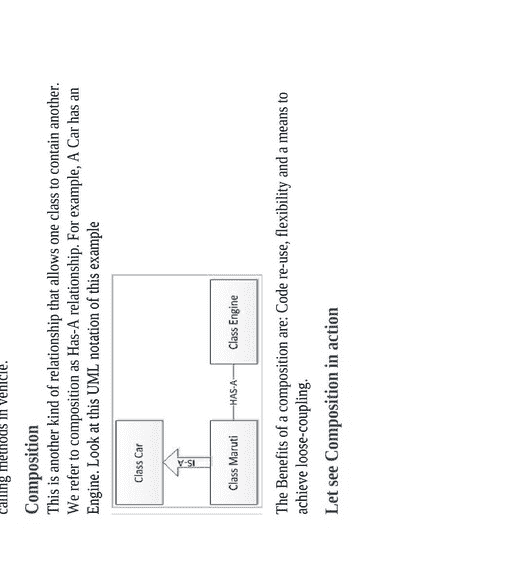 calling methods in vehicle.
Composition
This is another kind of relationship that allows one class to contain another.
We refer to composition as Has-A relationship. For example, A Car has an
Engine. Look at this UML notation of this example
Class Car
IS-A
Class Maruti
HAS-A
Class Engine
The Benefits of a composition are: Code re-use, flexibility and a means to
achieve loose-coupling.
Let see Composition in action